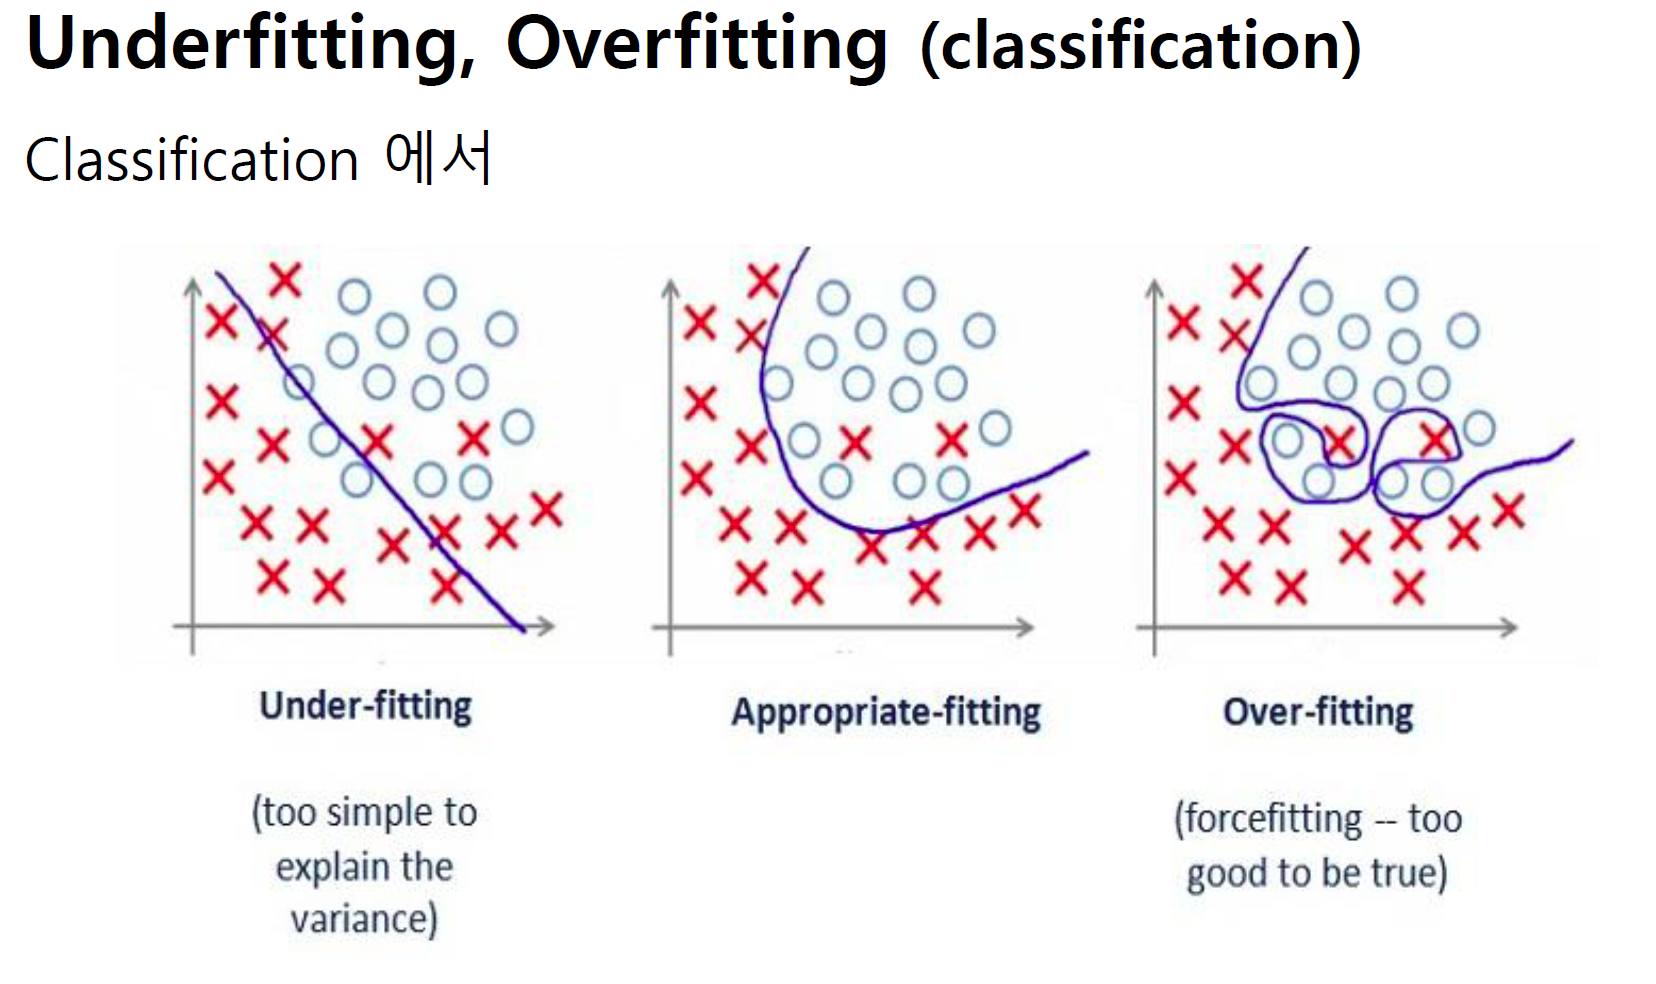 Underfitting, Overfitting (classification)
Classification 에서
Under-fitting
(too simple to
explain the
variance)
Appropriate-fitting
Over-fitting
(forcefitting -- too
good to be true)